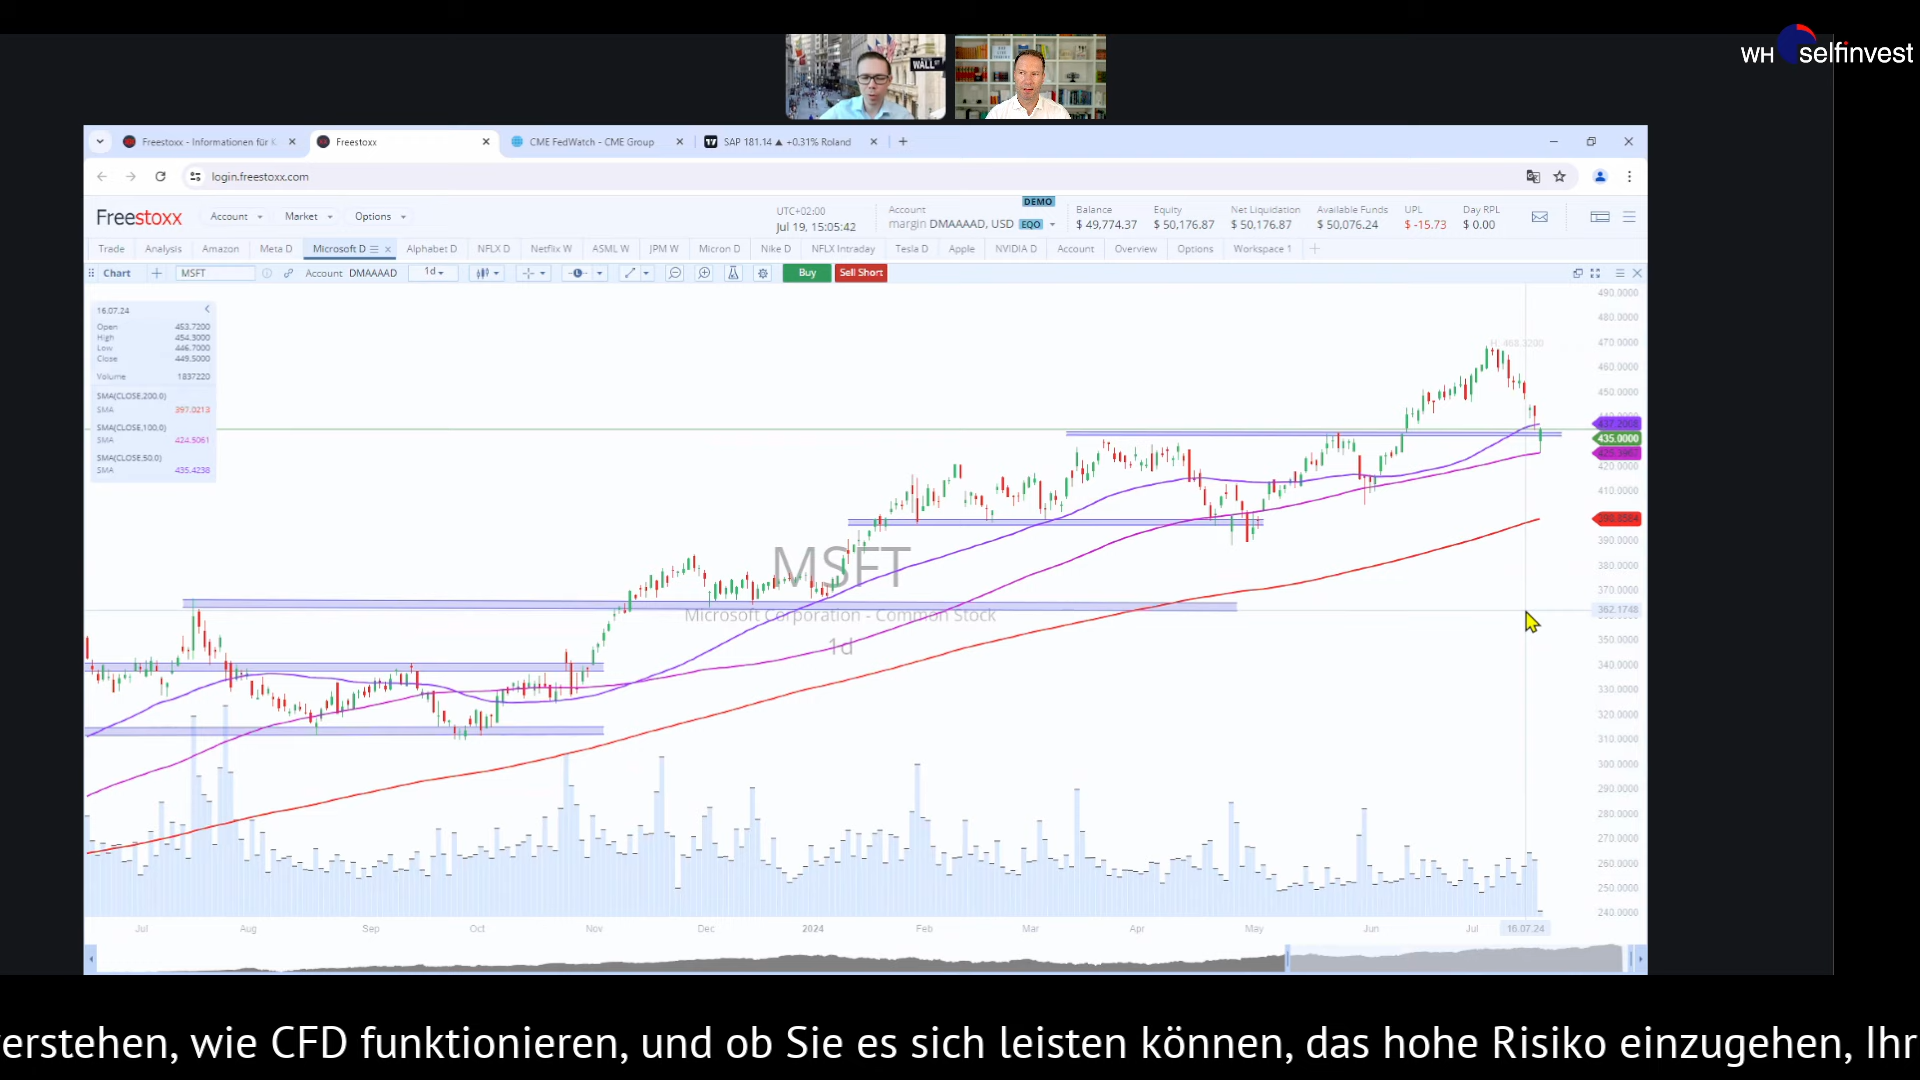 WH selfinvest
WALL ST
Freestoxx - Informationen für K
Freestoxx
CME FedWatch - CME Group
SAP 181.14 ▲ +0.31% Roland
login.freestoxx.com
Freestoxx
Account
Market
Options
UTC+02:00
Jul 19, 15:05:42
DEMO
Account
margin DMAAAAD, USD EQO
Balance
$ 49,774.37
Equity
$ 50,176.87
Net Liquidation
$ 50,176.87
Available Funds
$ 50,076.24
UPL
$ -15.73
Day RPL
$ 0.00
Trade Analysis Amazon Meta D Microsoft D Alphabet D NFLX D Netflix W ASML W JPM W Micron D Nike D NFLX Intraday Tesla D Apple NVIDIA D Account Overview Options Workspace 1
Chart MSFT Account DMAAAAD 1d Buy Sell Short
16.07.24
Open 453.7200
High 454.3000
Low 446.7000
Close 449.5000
Volume 1837220
SMA(CLOSE,200,0)
SMA 397.0213
SMA(CLOSE,100,0)
SMA 424.5061
SMA(CLOSE,50,0)
SMA 435.4238
H: 468.3200
MSFT
Microsoft Corporation - Common Stock
1d
490.0000
480.0000
470.0000
460.0000
450.0000
435.0000
420.0000
410.0000
390.0000
380.0000
370.0000
362.1748
350.0000
340.0000
330.0000
320.0000
310.0000
300.0000
290.0000
280.0000
270.0000
260.0000
250.0000
240.0000
Jul Aug Sep Oct Nov Dec 2024 Feb Mar Apr May Jun Jul 16.07.24
erstehen, wie CFD funktionieren, und ob Sie es sich leisten können, das hohe Risiko einzugehen, Ihr